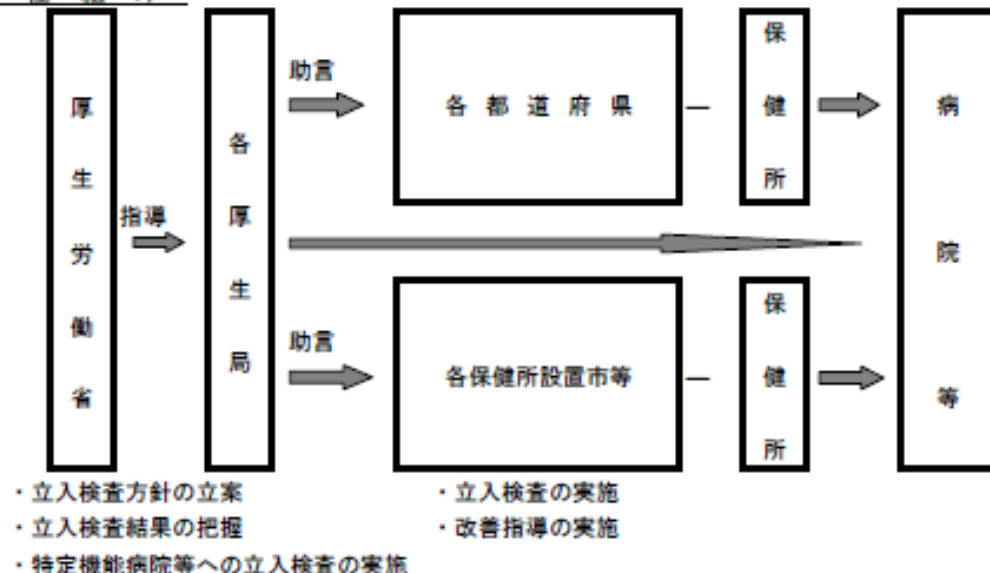 厚生労働省
指導
各厚生局
助言
各都道府県
保健所
助言
各保健所設置市等
保健所
病院等
・立入検査方針の立案
・立入検査結果の把握
・特定機能病院等への立入検査の実施
・立入検査の実施
・改善指導の実施